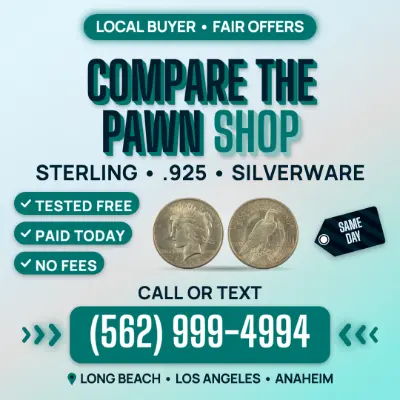 LOCAL BUYER • FAIR OFFERS
COMPARE THE
PAWN SHOP
STERLING • .925 • SILVERWARE
TESTED FREE
PAID TODAY
NO FEES
SAME
DAY
CALL OR TEXT
(562) 999-4994
LONG BEACH • LOS ANGELES • ANAHEIM